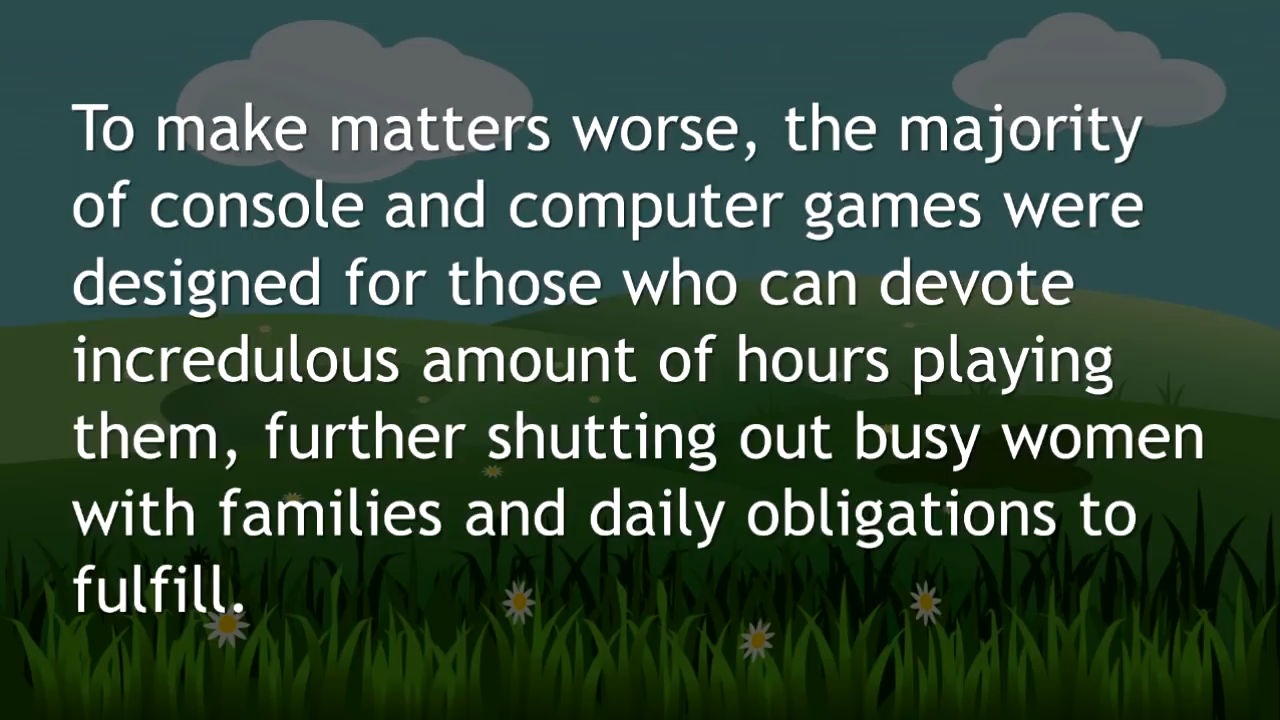 To make matters worse, the majority
of console and computer games were
designed for those who can devote
incredulous amount of hours playing
them, further shutting out busy women
with families and daily obligations to
fulfill.